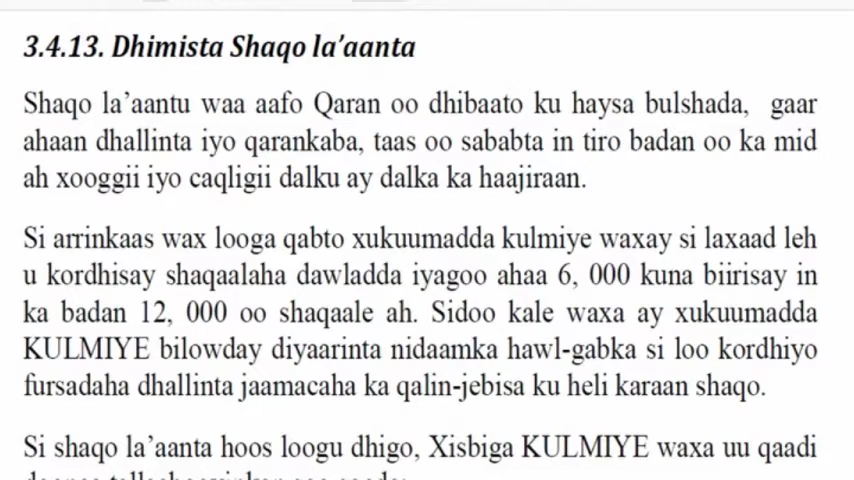 3.4.13. Dhimista Shaqo la’aanta
Shaqo la’aantu waa aafo Qaran oo dhibaato ku haysa bulshada, gaar
ahaan dhallinta iyo qarankaba, taas oo sababta in tiro badan oo ka mid
ah xooggii iyo caqligii dalku ay dalka ka haajiraan.
Si arrinkaas wax looga qabto xukuumadda kulmiye waxay si laxaad leh
u kordhisay shaqaalaha dawladda iyagoo ahaa 6, 000 kuna biirisay in
ka badan 12, 000 oo shaqaale ah. Sidoo kale waxa ay xukuumadda
KULMIYE bilowday diyaarinta nidaamka hawl-gabka si loo kordhiyo
fursadaha dhallinta jaamacaha ka qalin-jebisa ku heli karaan shaqo.
Si shaqo la’aanta hoos loogu dhigo, Xisbiga KULMIYE waxa uu qaadi